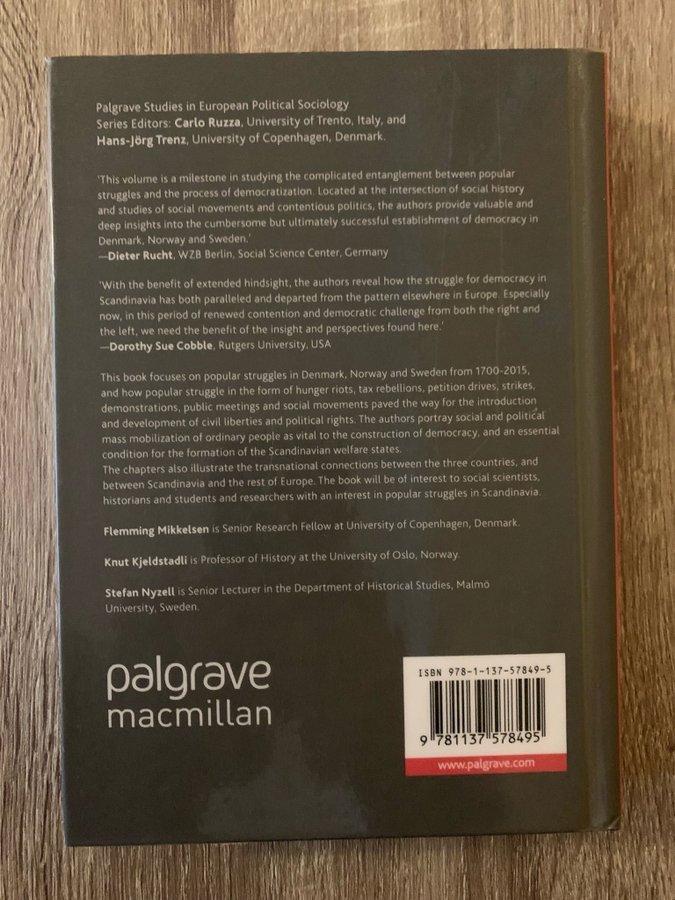 Palgrave Studies in European Political Sociology
Series Editors: Carlo Ruzza, University of Trento, Italy, and
Hans-Jörg Trenz, University of Copenhagen, Denmark.
'This volume is a milestone in studying the complicated entanglement between popular
struggles and the process of democratization. Located at the intersection of social history
and studies of social movements and contentious politics, the authors provide valuable and
deep insights into the cumbersome but ultimately successful establishment of democracy in
Denmark, Norway and Sweden.'
—Dieter Rucht, WZB Berlin, Social Science Center, Germany
'With the benefit of extended hindsight, the authors reveal how the struggle for democracy in
Scandinavia has both paralleled and departed from the pattern elsewhere in Europe. Especially
now, in this period of renewed contention and democratic challenge from both the right and
the left, we need the benefit of the insight and perspectives found here.'
—Dorothy Sue Cobble, Rutgers University, USA
This book focuses on popular struggles in Denmark, Norway and Sweden from 1700-2015,
and how popular struggle in the form of hunger riots, tax rebellions, petition drives, strikes,
demonstrations, public meetings and social movements paved the way for the introduction
and development of civil liberties and political rights. The authors portray social and political
mass mobilization of ordinary people as vital to the construction of democracy, and an essential
condition for the formation of the Scandinavian welfare states.
The chapters also illustrate the transnational connections between the three countries, and
between Scandinavia and the rest of Europe. The book will be of interest to social scientists,
historians and students and researchers with an interest in popular struggles in Scandinavia.
Flemming Mikkelsen is Senior Research Fellow at University of Copenhagen, Denmark.
Knut Kjeldstadli is Professor of History at the University of Oslo, Norway.
Stefan Nyzell is Senior Lecturer in the Department of Historical Studies, Malmö
University, Sweden.
palgrave
macmillan
ISBN 978-1-137-57849-5
9 781137 578495
www.palgrave.com